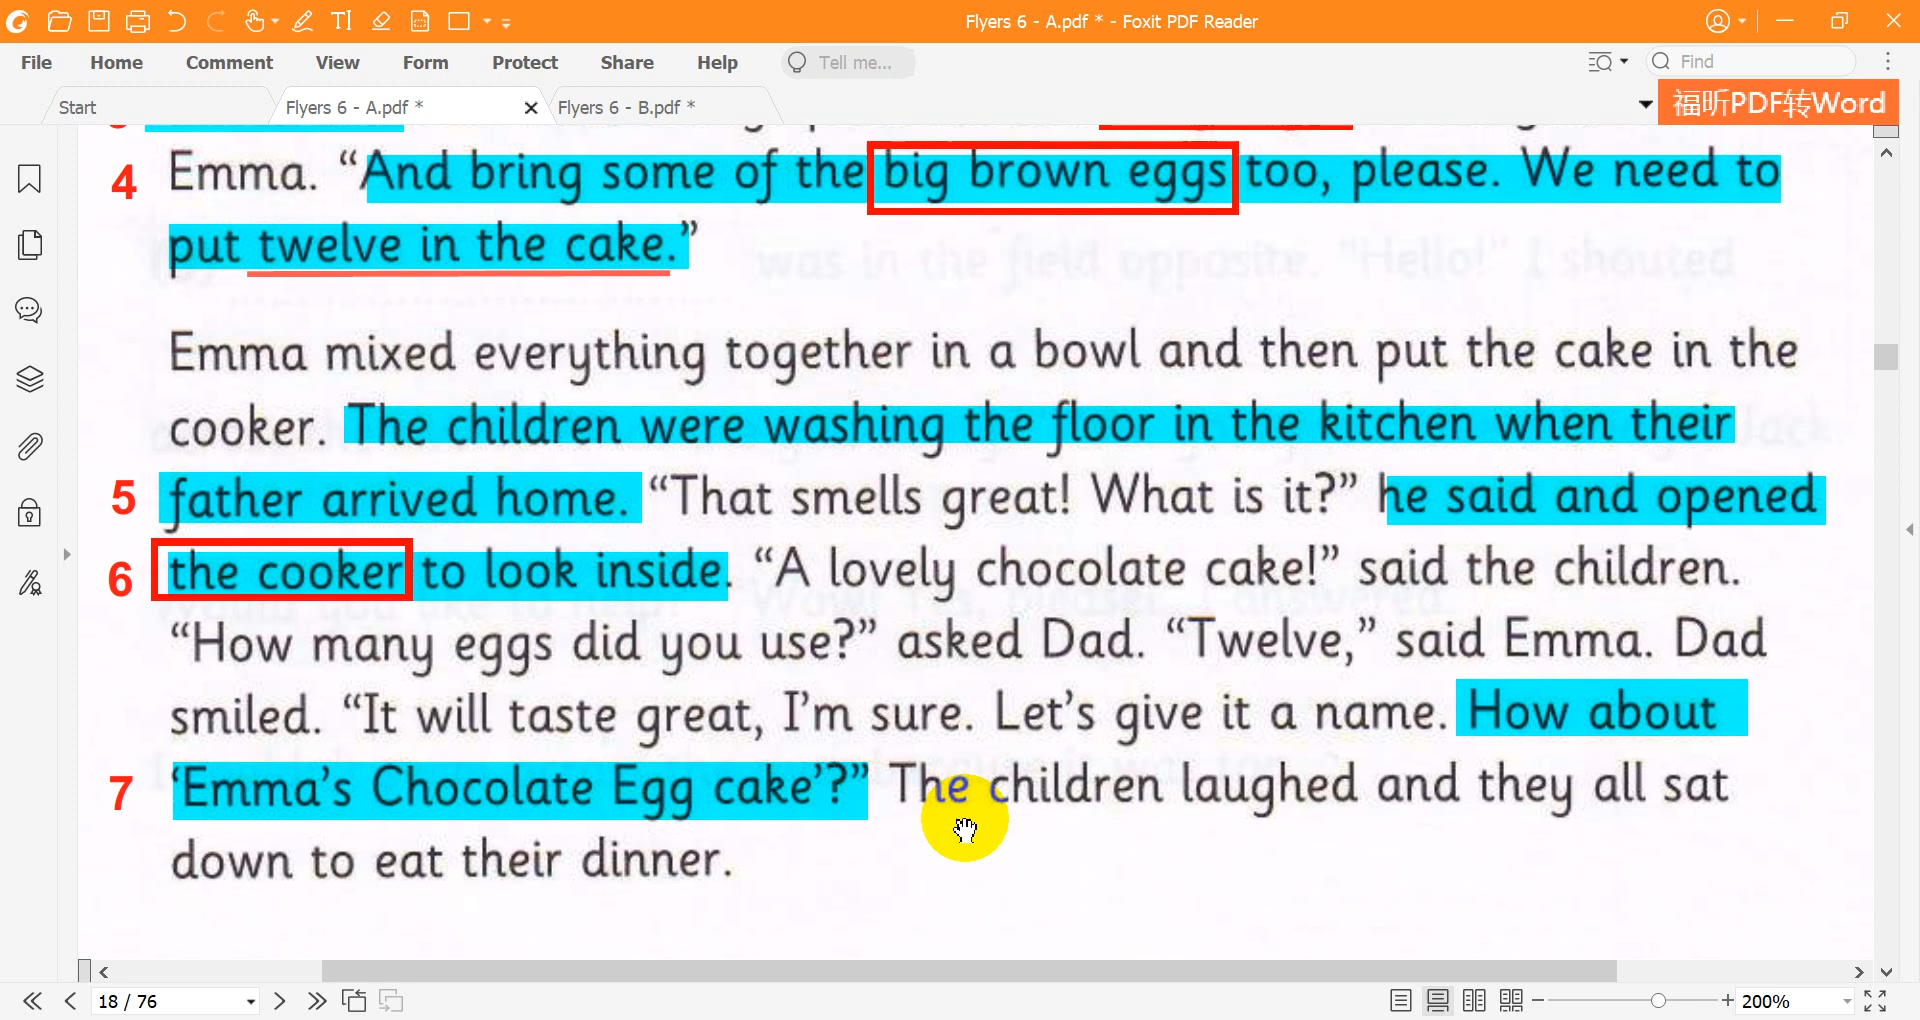 Flyers 6 - A.pdf * - Foxit PDF Reader
File Home Comment View Form Protect Share Help Tell me... Find
Start Flyers 6 - A.pdf * Flyers 6 - B.pdf * 福昕PDF转Word
4 Emma. “And bring some of the big brown eggs too, please. We need to
put twelve in the cake.”
Emma mixed everything together in a bowl and then put the cake in the
cooker. The children were washing the floor in the kitchen when their
5 father arrived home. “That smells great! What is it?” he said and opened
6 the cooker to look inside. “A lovely chocolate cake!” said the children.
“How many eggs did you use?” asked Dad. “Twelve,” said Emma. Dad
smiled. “It will taste great, I’m sure. Let’s give it a name. How about
7 ‘Emma’s Chocolate Egg cake’?” The children laughed and they all sat
down to eat their dinner.
18 / 76 200%